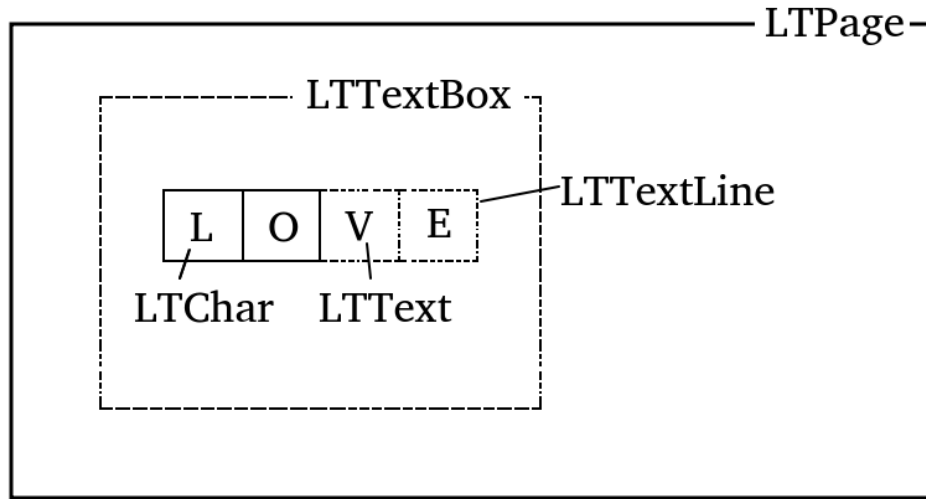 LTPage
LTTextBox
LTTextLine
L O V E
LTChar LTText